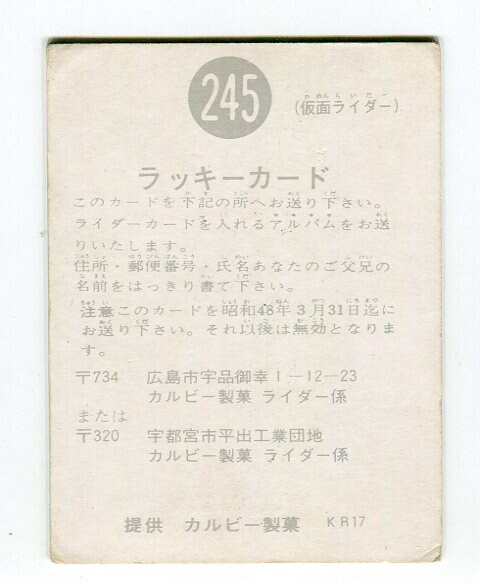 245
(仮面ライダー)
ラッキーカード
このカードを下記の所へお送り下さい。
ライダーカードを入れるアルバムをお送
りいたします。
住所・郵便番号・氏名あなたのご父兄の
名前をはっきり書て下さい。
注意このカードを昭和48年3月31日迄に
お送り下さい。それ以後は無効となりま
す。
〒734 広島市宇品御幸1-12-23
カルビー製菓 ライダー係
または
〒320 宇都宮市平出工業団地
カルビー製菓 ライダー係
提供 カルビー製菓 KR17